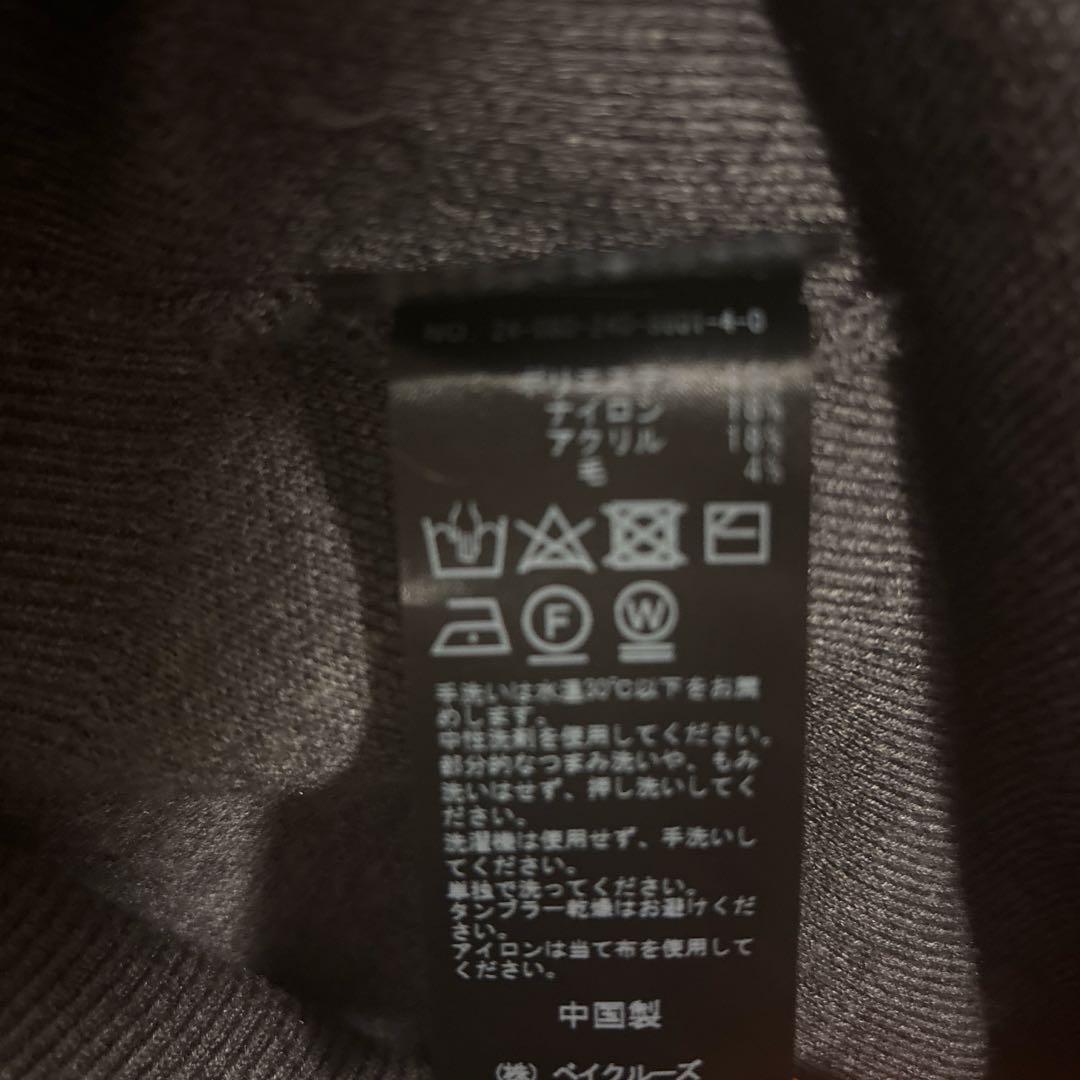 ポリエステル
ナイロン
アクリル
毛 4%
F
W
手洗いは水温30℃以下をお薦
めします。
中性洗剤を使用してください。
部分的なつまみ洗いや、もみ
洗いはせず、押し洗いしてく
ださい。
洗濯機は使用せず、手洗いし
てください。
単独で洗ってください。
タンブラー乾燥はお避けくだ
さい。
アイロンは当て布を使用して
ください。
中国製
(株) ベイクルーズ